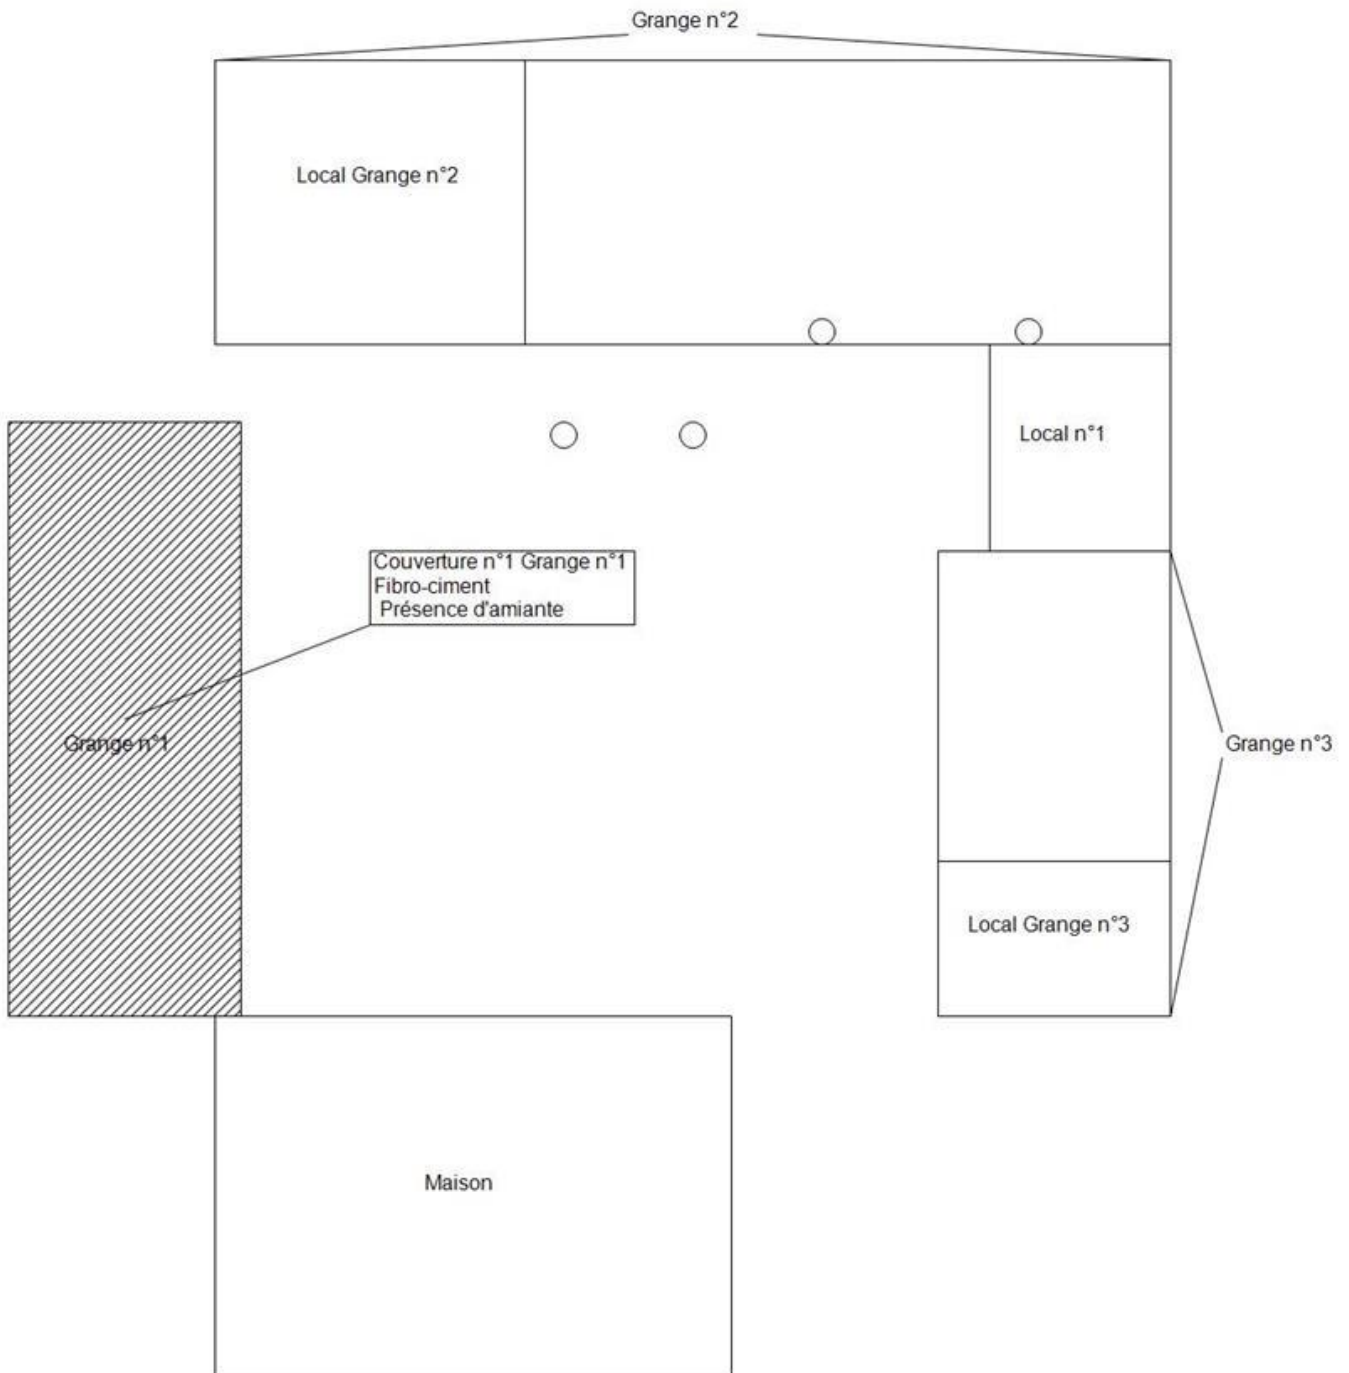 Grange n°2
Local Grange n°2
Local n°1
Couverture n°1 Grange n°1
Fibro-ciment
Présence d'amiante
Grange n°1
Grange n°3
Local Grange n°3
Maison